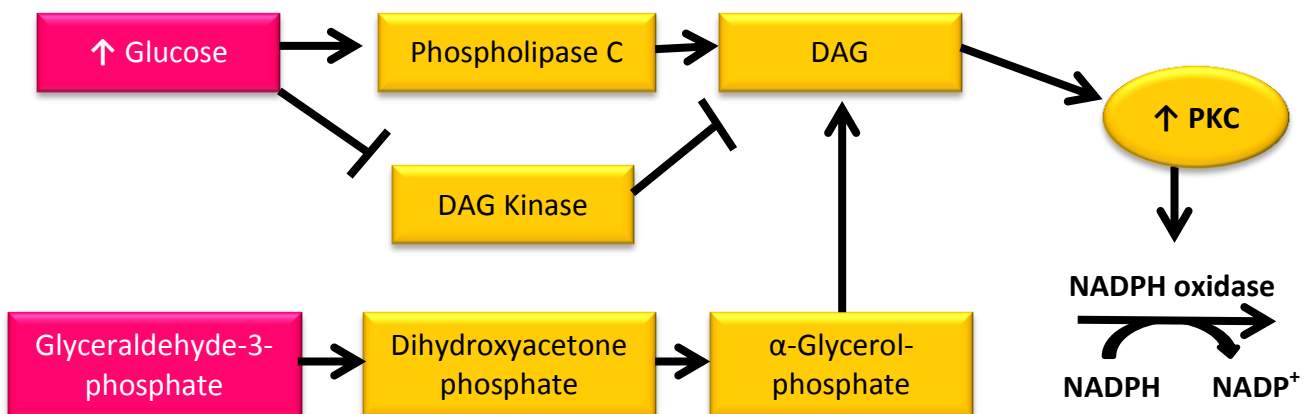 ↑ Glucose
Phospholipase C
DAG
↑ PKC
DAG Kinase
NADPH oxidase
Glyceraldehyde-3-
phosphate
Dihydroxyacetone
phosphate
α-Glycerol-
phosphate
NADPH
NADP⁺